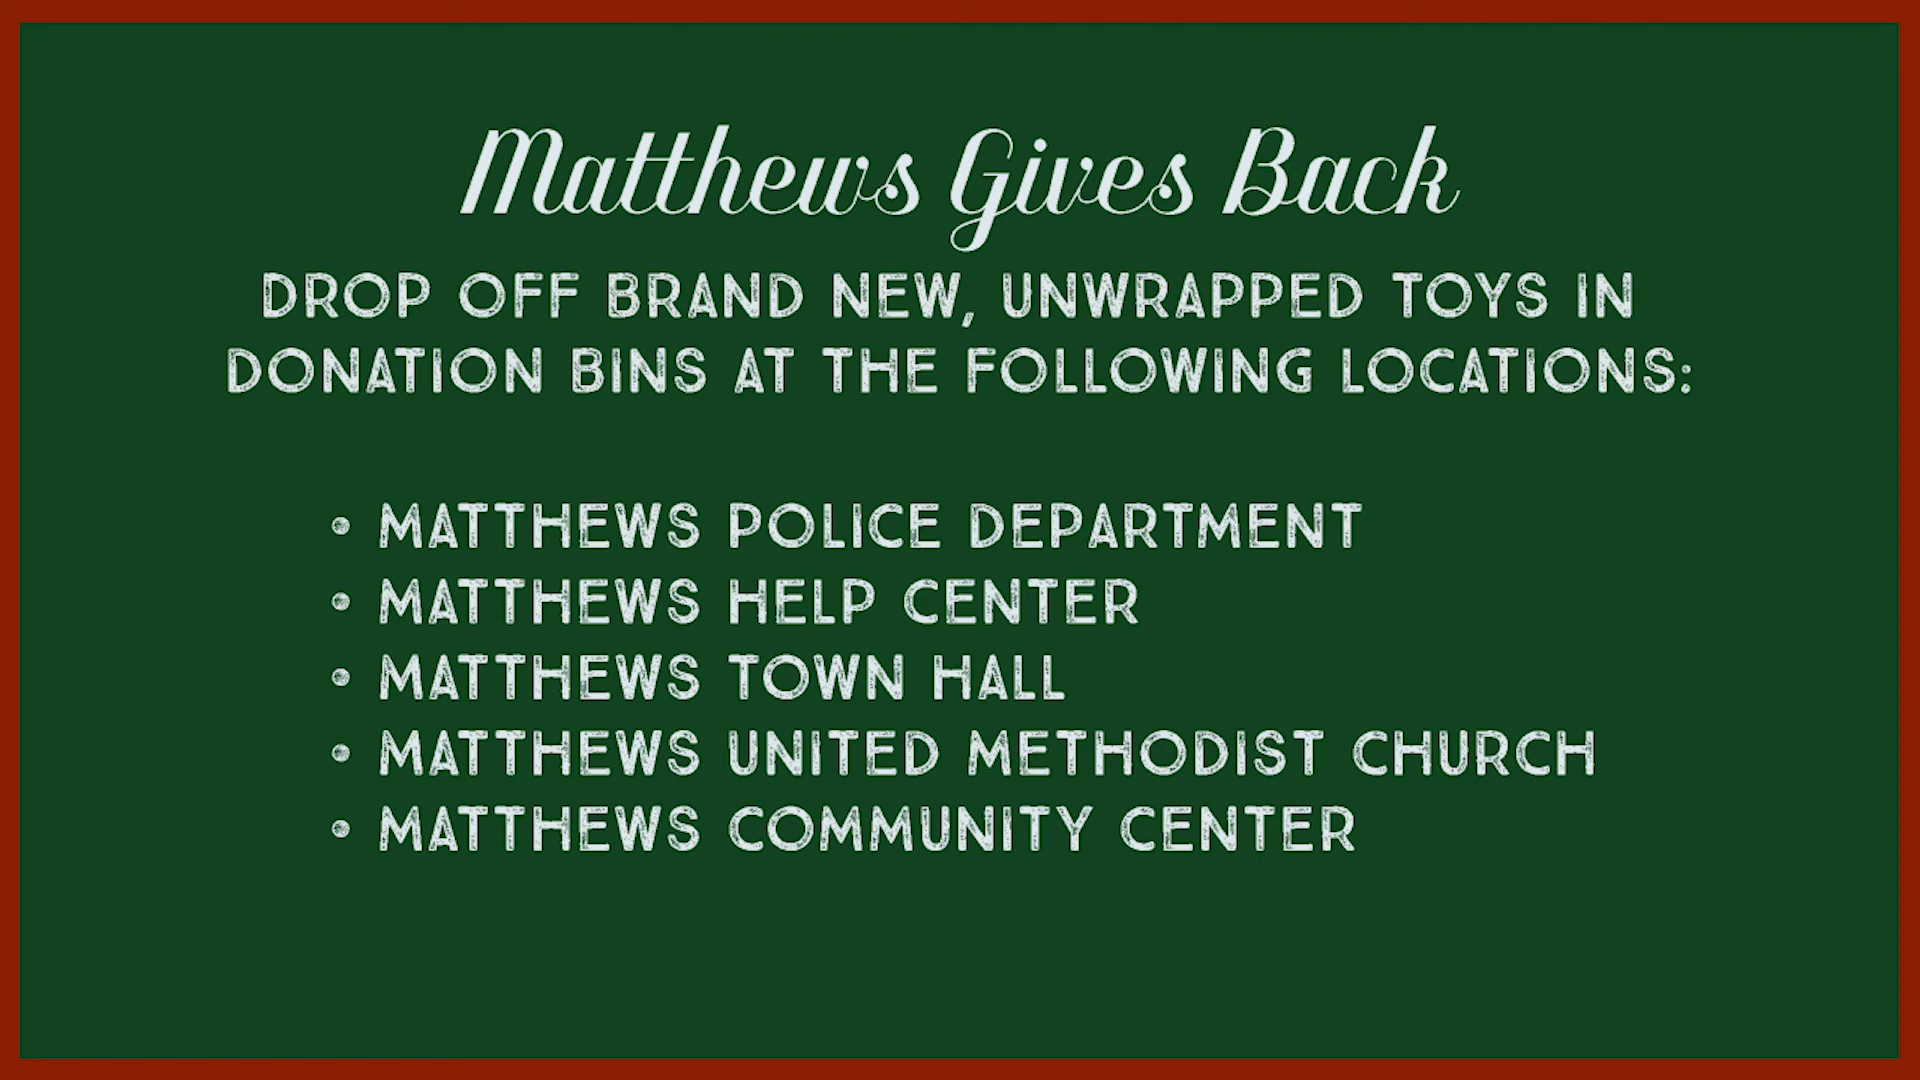 Matthews Gives Back
DROP OFF BRAND NEW, UNWRAPPED TOYS IN
DONATION BINS AT THE FOLLOWING LOCATIONS:
• MATTHEWS POLICE DEPARTMENT
• MATTHEWS HELP CENTER
• MATTHEWS TOWN HALL
• MATTHEWS UNITED METHODIST CHURCH
• MATTHEWS COMMUNITY CENTER